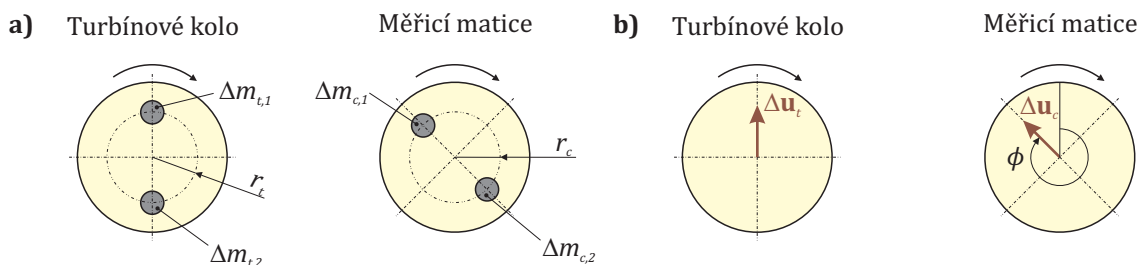 a) Turbínové kolo Měřicí matice b) Turbínové kolo Měřicí matice
Δm_{t,1} Δm_{c,1} Δu_t Δu_c
r_c ϕ
r_t
Δm_{t,2} Δm_{c,2}